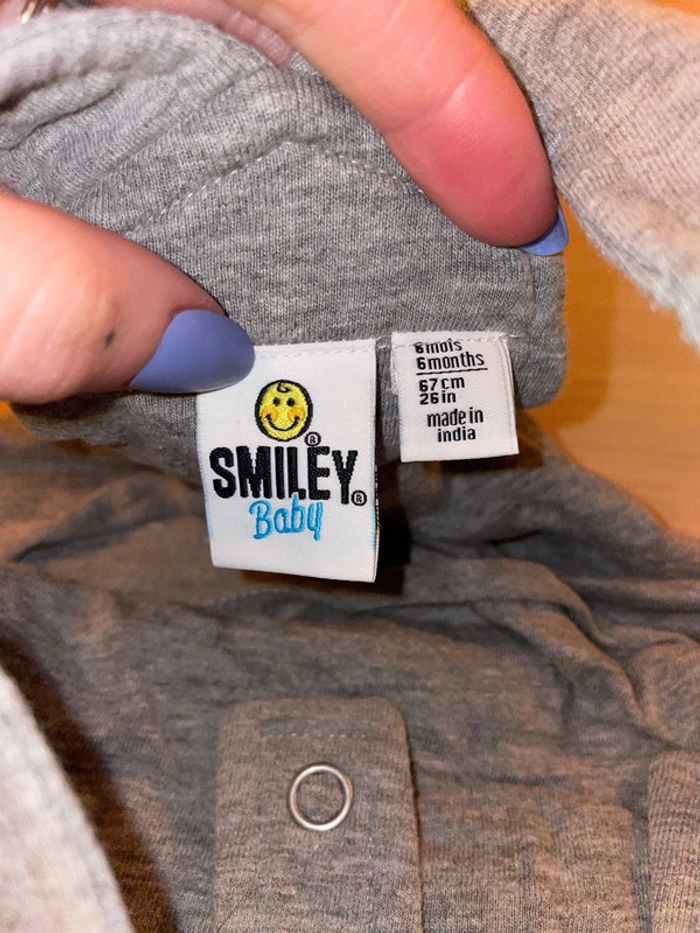 SMILEY®
Baby
®
6mois
6months
67cm
26in
made in
india